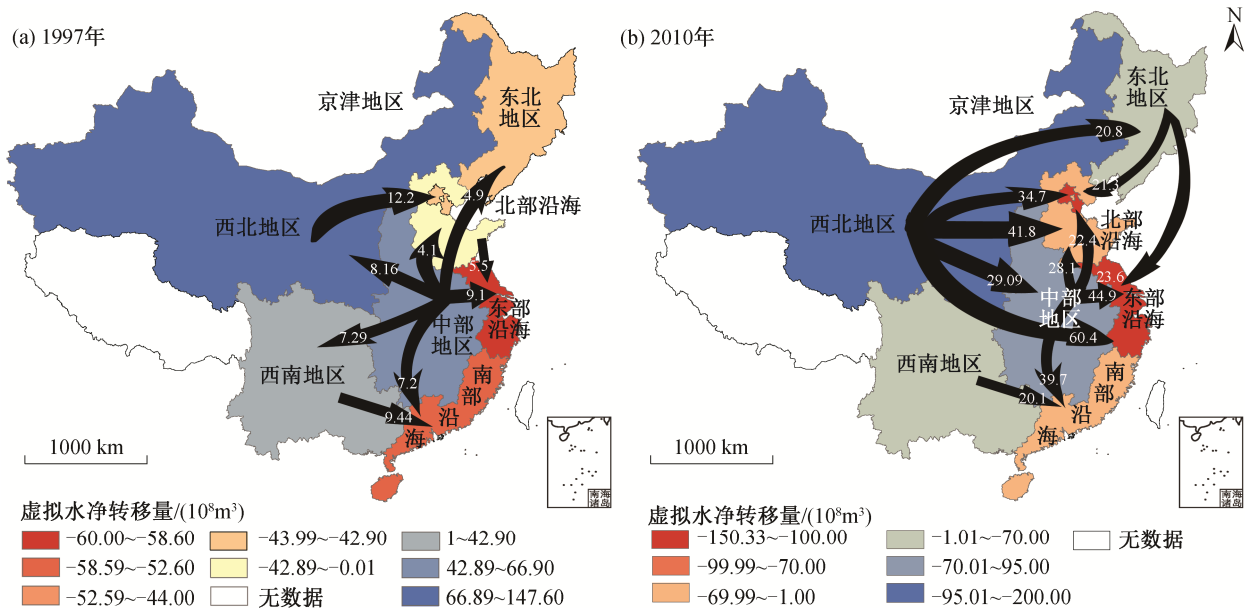 (a) 1997年
京津地区
东北
地区
12.2
4.9
北部沿海
西北地区
4.1
5.5
8.16
9.1
东部
沿海
中部
地区
7.29
西南地区
7.2
南
部
沿
海
9.44
1000 km
南海
诸岛
虚拟水净转移量/(10⁸m³)
−60.00~−58.60
−43.99~−42.90
1~42.90
−58.59~−52.60
−42.89~−0.01
42.89~66.90
−52.59~−44.00
无数据
66.89~147.60
(b) 2010年
N
京津地区
东北
地区
20.8
21.3
34.7
西北地区
北部
沿海
41.8
22.4
28.1
29.09
23.6
中部
地区
44.9
东部
沿海
60.4
西南地区
39.7
20.1
南
部
沿
海
1000 km
南海
诸岛
虚拟水净转移量/(10⁸m³)
−150.33~−100.00
−1.01~−70.00
无数据
−99.99~−70.00
−70.01~95.00
−69.99~−1.00
−95.01~−200.00